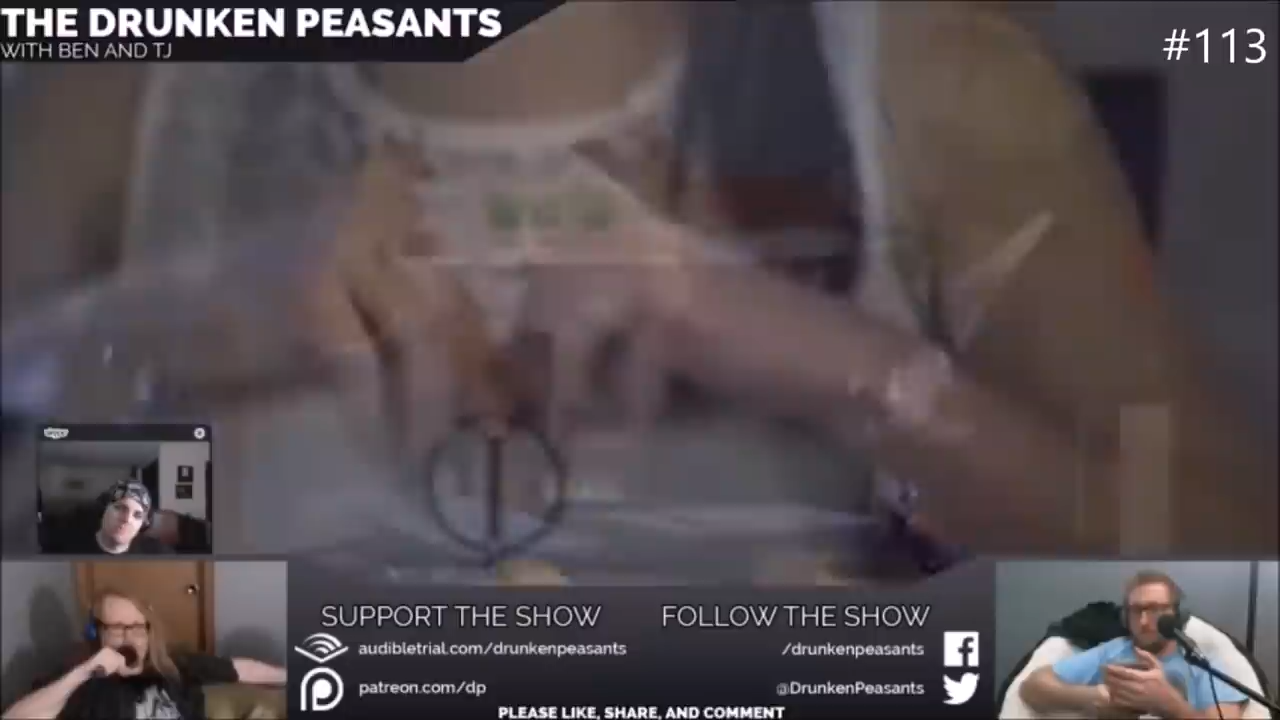 THE DRUNKEN PEASANTS
WITH BEN AND TJ
#113
SUPPORT THE SHOW
audibletrial.com/drunkenpeasants
patreon.com/dp
FOLLOW THE SHOW
/drunkenpeasants
@DrunkenPeasants
PLEASE LIKE, SHARE, AND COMMENT